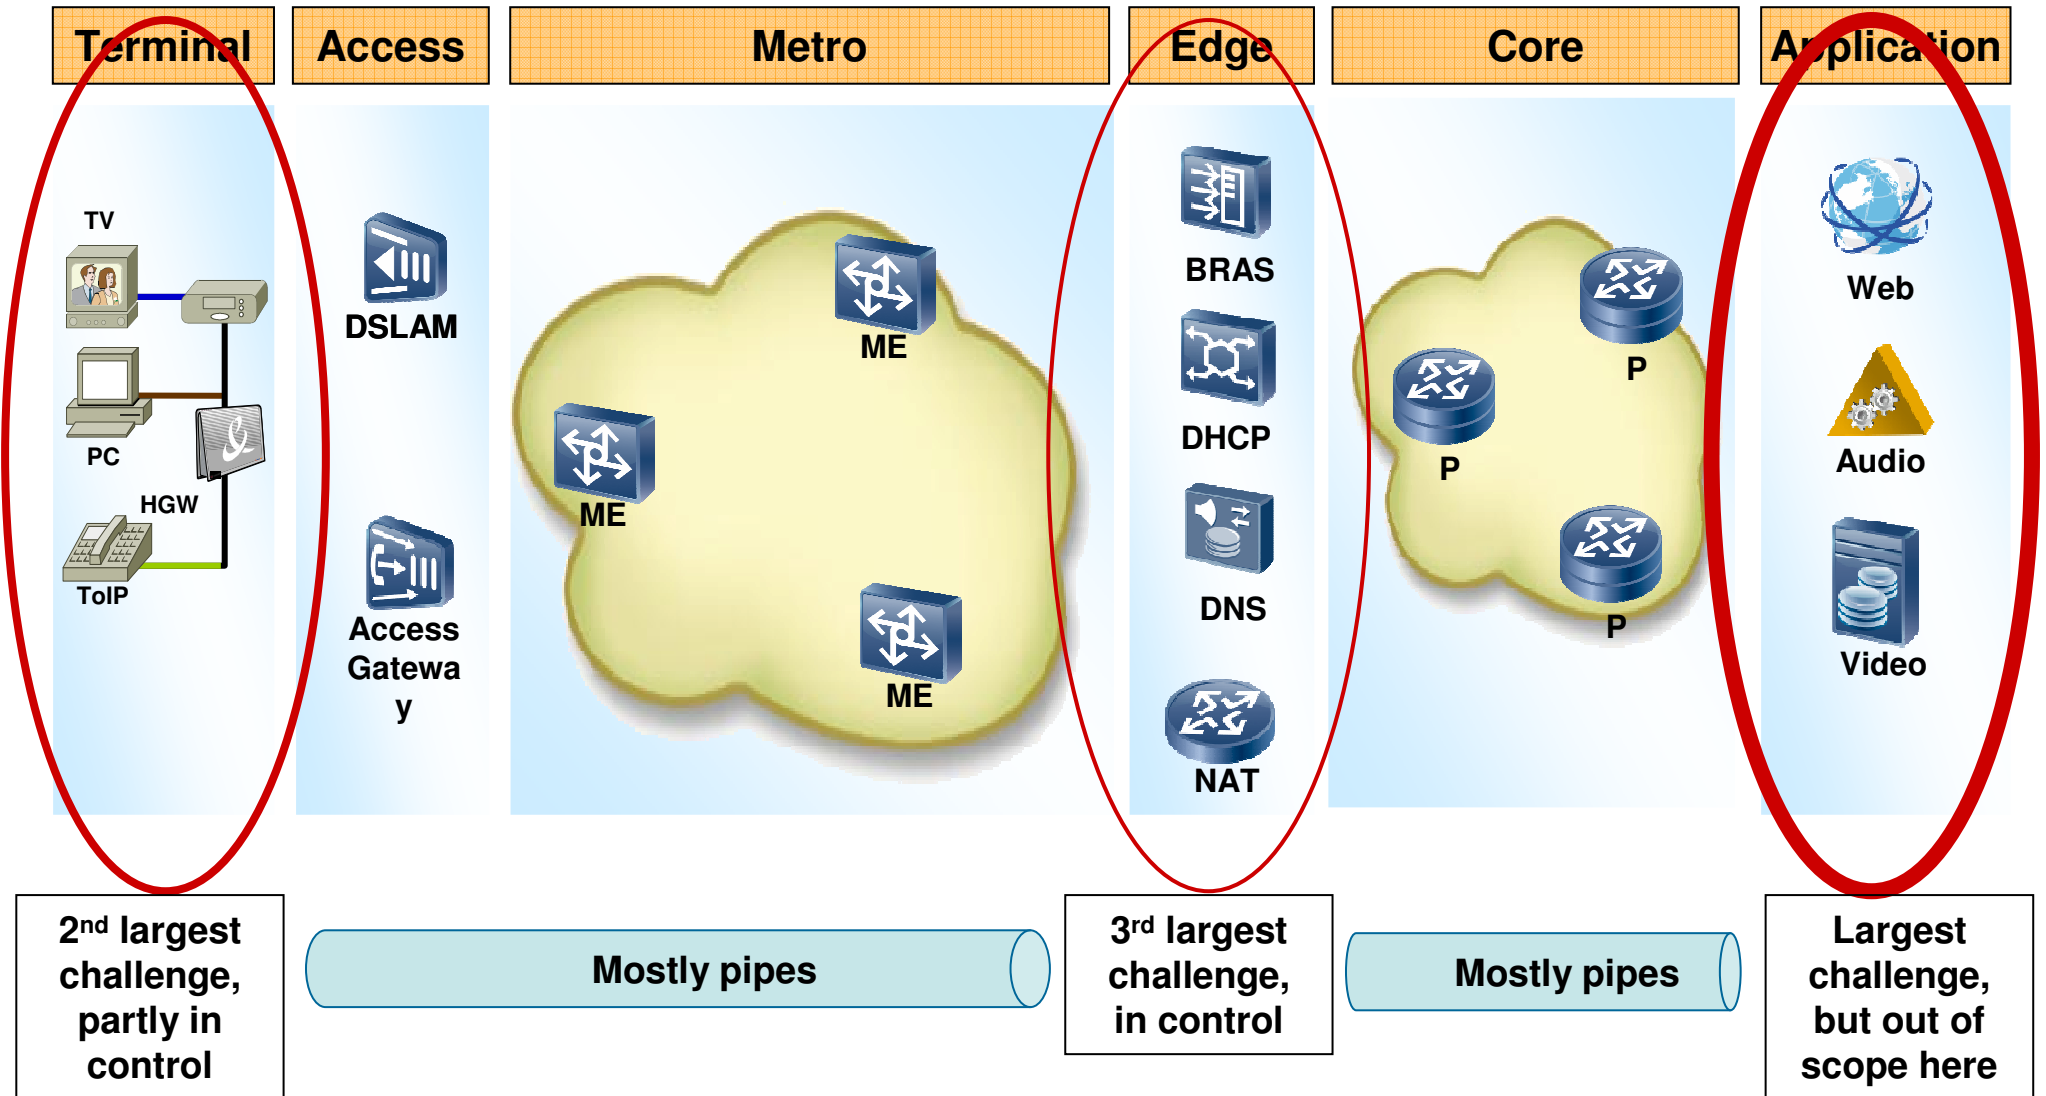 Terminal
Access
Metro
Edge
Core
Application
TV
PC
HGW
ToIP
DSLAM
Access
Gatewa
y
ME
ME
ME
BRAS
DHCP
DNS
NAT
P
P
P
Web
Audio
Video
2nd largest
challenge,
partly in
control
Mostly pipes
3rd largest
challenge,
in control
Mostly pipes
Largest
challenge,
but out of
scope here